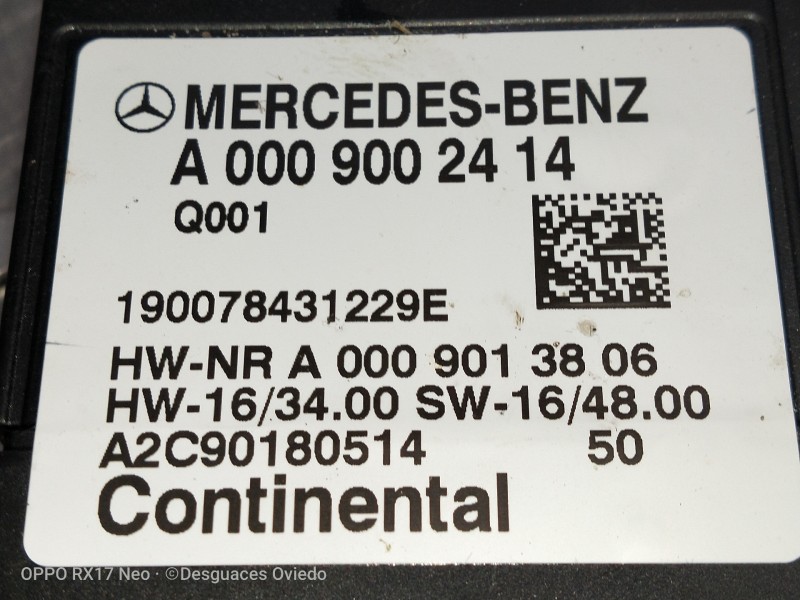 MERCEDES-BENZ
A 000 900 24 14
Q001
190078431229E
HW-NR A 000 901 38 06
HW-16/34.00 SW-16/48.00
A2C90180514 50
Continental
OPPO RX17 Neo · ©Desguaces Oviedo